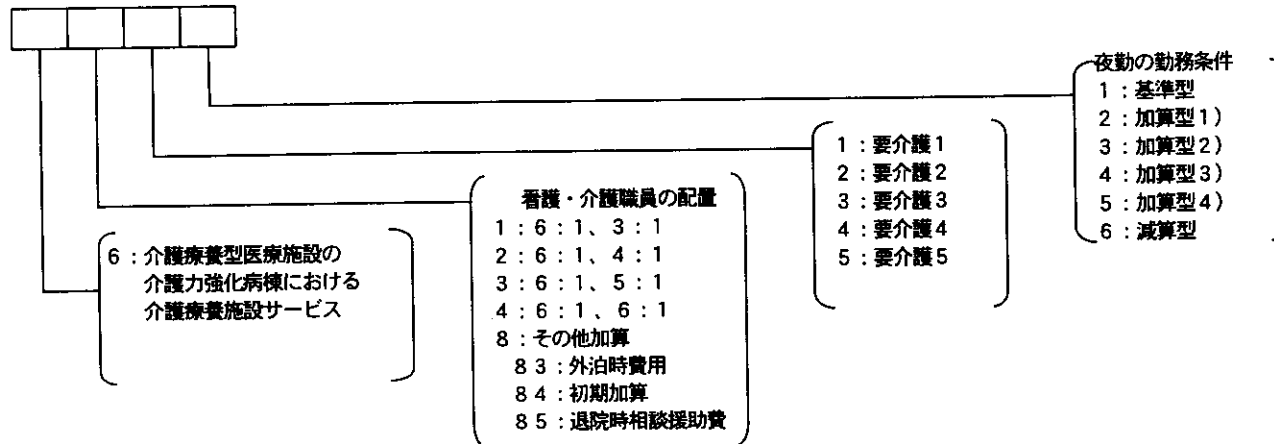 6：介護療養型医療施設の
介護力強化病棟における
介護療養施設サービス
看護・介護職員の配置
1：6：1、3：1
2：6：1、4：1
3：6：1、5：1
4：6：1、6：1
8：その他加算
83：外泊時費用
84：初期加算
85：退院時相談援助費
1：要介護1
2：要介護2
3：要介護3
4：要介護4
5：要介護5
夜勤の勤務条件
1：基準型
2：加算型1）
3：加算型2）
4：加算型3）
5：加算型4）
6：減算型